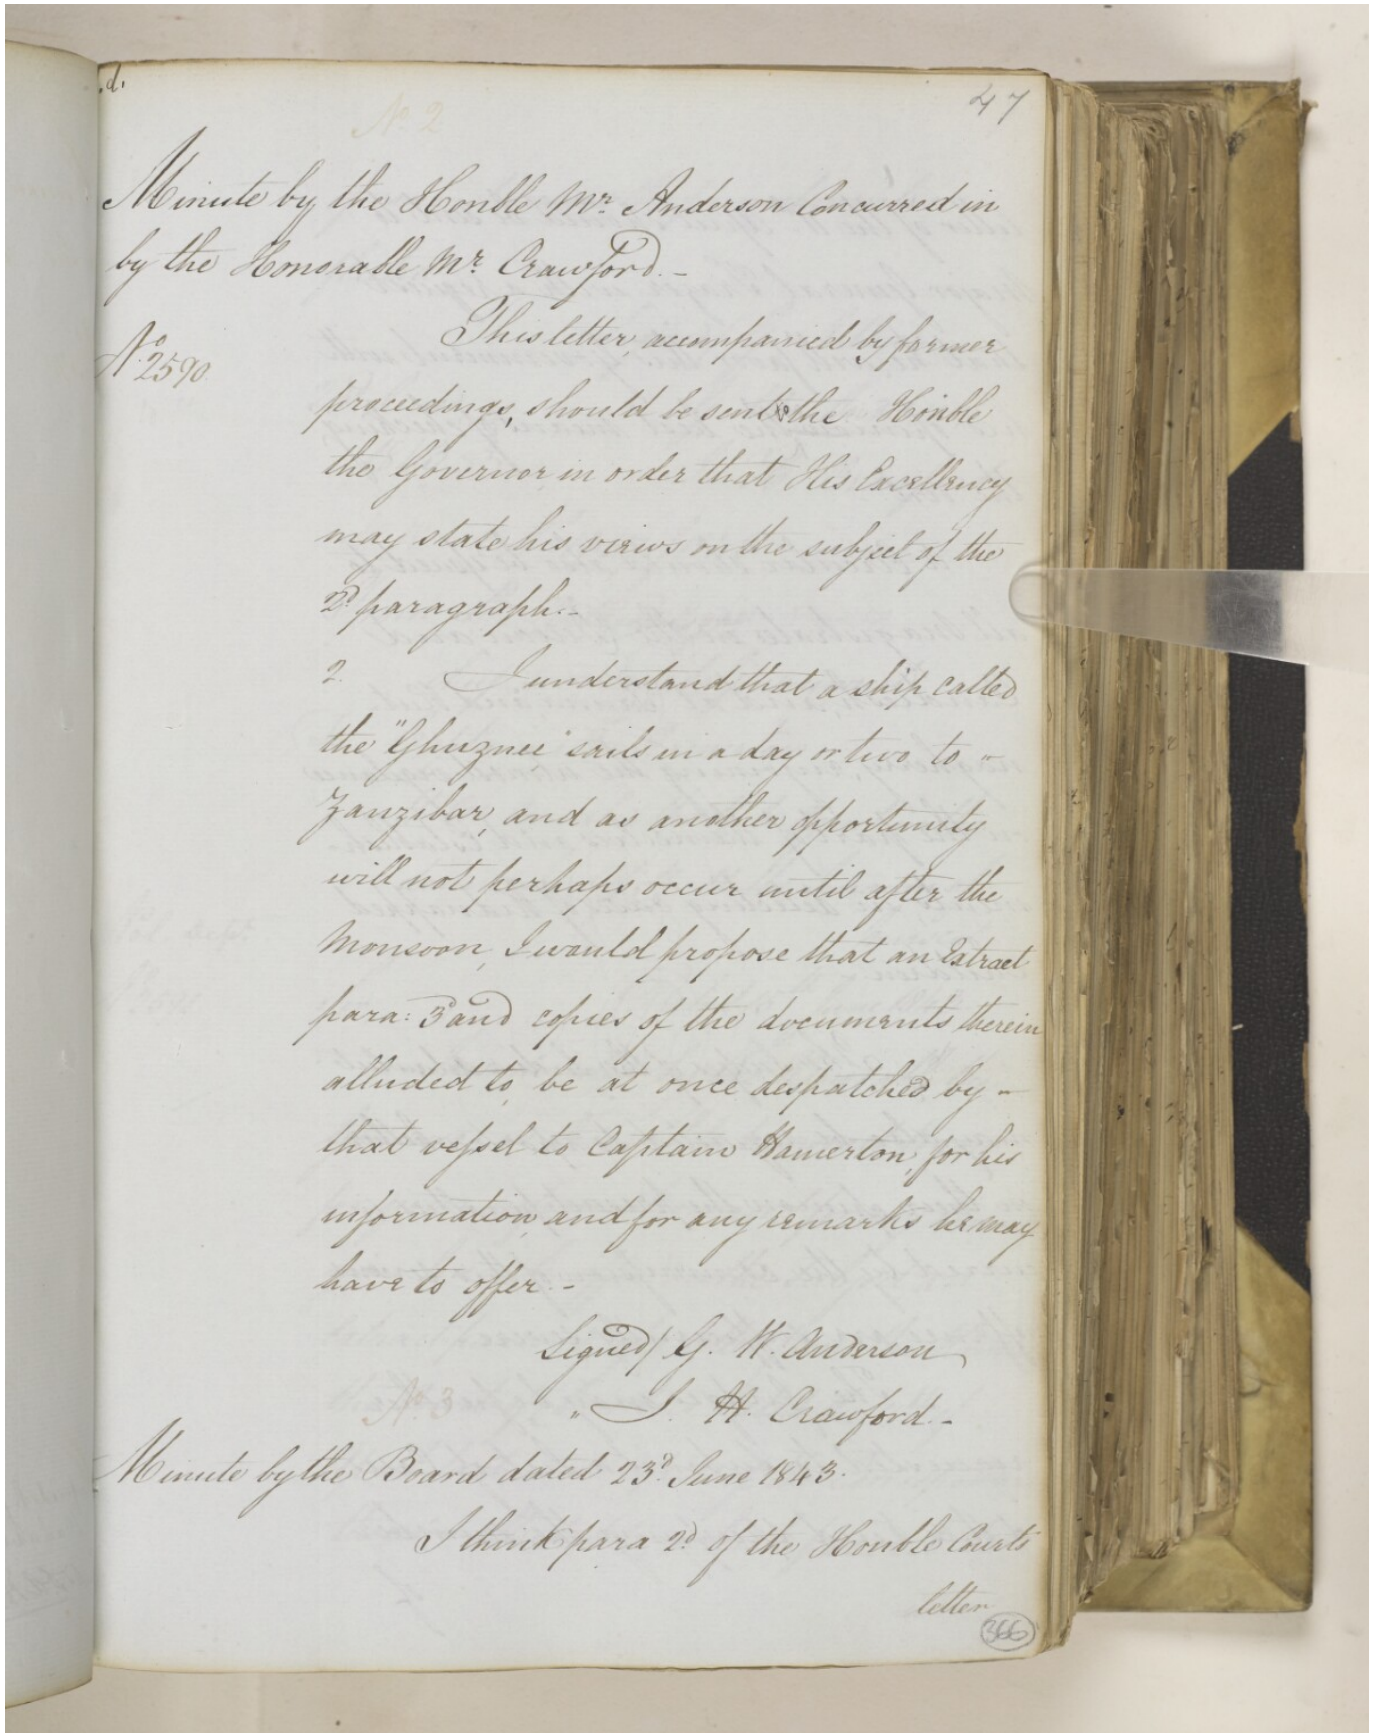 .d.
47
No 2
Minute by the Honble Mr. Anderson Concurred in
by the Honorable Mr. Crawford. -
No. 2590
This letter, accompanied by former
proceedings, should be sent to the Honble
the Governor in order that His Excellency
may state his views on the subject of the
2d. paragraph. -
2. I understand that a ship called
the "Ghuznee" sails in a day or two to -
Zanzibar, and as another opportunity
will not perhaps occur until after the
Monsoon, I would propose that an Extract
para: 3 and copies of the documents therein
alluded to, be at once despatched by -
that vessel to Captain Hamerton, for his
information, and for any remarks he may
have to offer. -
Signed/ G. W. Anderson
" J. H. Crawford. -
No 3
Minute by the Board dated 23d. June 1843.
I think para 2d of the Honble Courts
letter
366